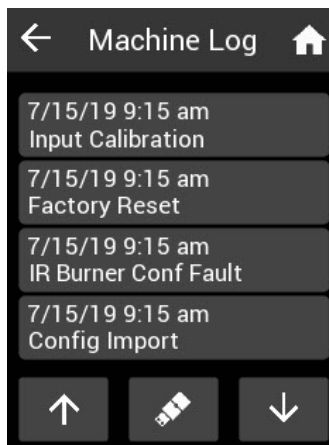 Machine Log
7/15/19 9:15 am
Input Calibration
7/15/19 9:15 am
Factory Reset
7/15/19 9:15 am
IR Burner Conf Fault
7/15/19 9:15 am
Config Import